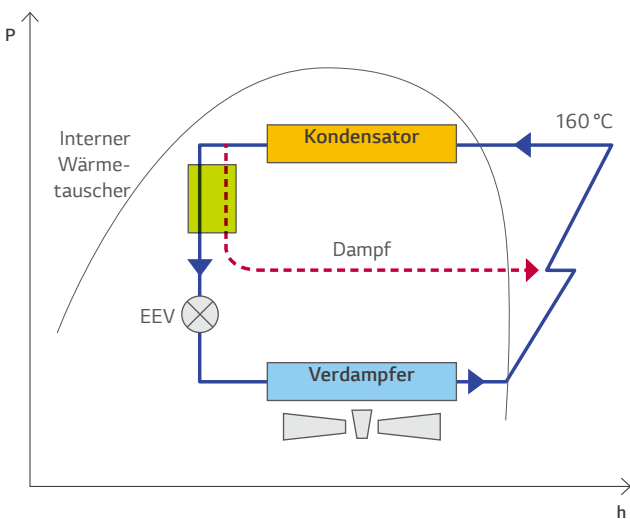 P
160 °C
Kondensator
Interner
Wärme-
tauscher
Dampf
EEV
Verdampfer
h